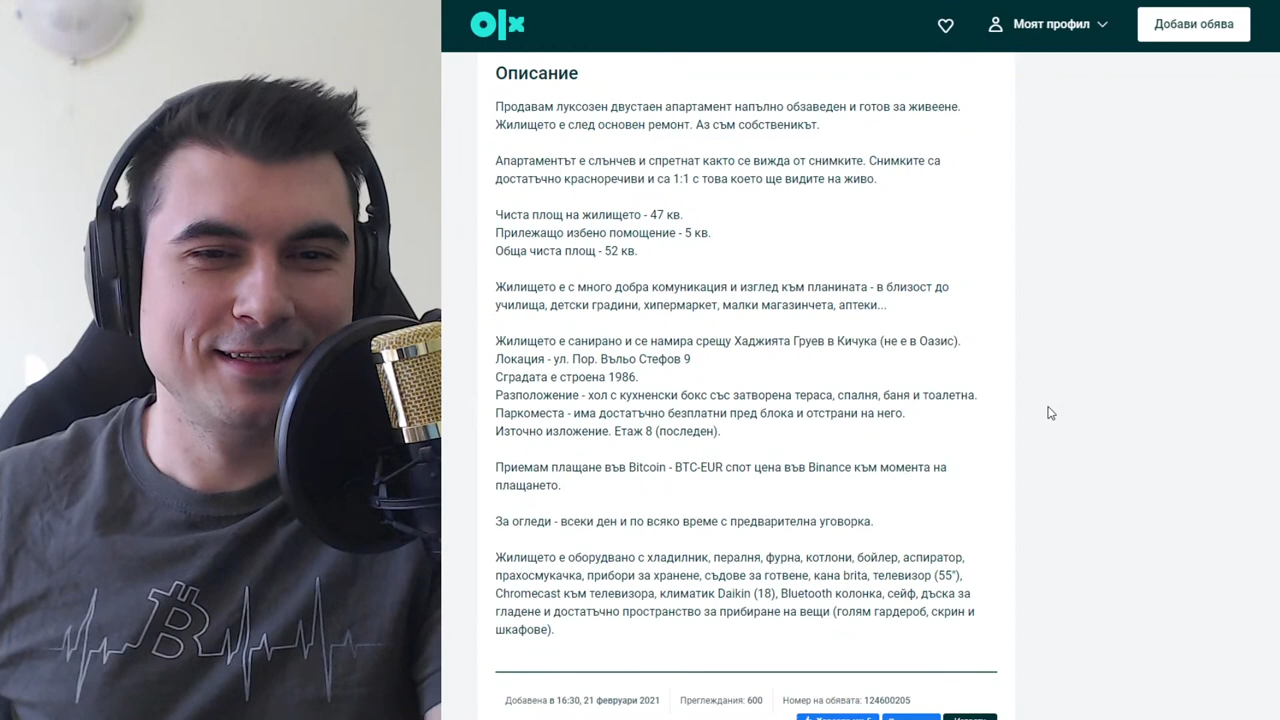 olx
Моят профил
Добави обява
Описание
Продавам луксозен двустаен апартамент напълно обзаведен и готов за живеене.
Жилището е след основен ремонт. Аз съм собственикът.
Апартаментът е слънчев и спретнат както се вижда от снимките. Снимките са
достатъчно красноречиви и са 1:1 с това което ще видите на живо.
Чиста площ на жилището - 47 кв.
Прилежащо избено помощение - 5 кв.
Обща чиста площ - 52 кв.
Жилището е с много добра комуникация и изглед към планината - в близост до
училища, детски градини, хипермаркет, малки магазинчета, аптеки...
Жилището е санирано и се намира срещу Хаджията Груев в Кичука (не е в Оазис).
Локация - ул. Пор. Въльо Стефов 9
Сградата е строена 1986.
Разположение - хол с кухненски бокс със затворена тераса, спалня, баня и тоалетна.
Паркоместа - има достатъчно безплатни пред блока и отстрани на него.
Източно изложение. Етаж 8 (последен).
Приемам плащане във Bitcoin - BTC-EUR спот цена във Binance към момента на
плащането.
За огледи - всеки ден и по всяко време с предварителна уговорка.
Жилището е оборудвано с хладилник, пералня, фурна, котлони, бойлер, аспиратор,
прахосмукачка, прибори за хранене, съдове за готвене, кана brita, телевизор (55"),
Chromecast към телевизора, климатик Daikin (18), Bluetooth колонка, сейф, дъска за
гладене и достатъчно пространство за прибиране на вещи (голям гардероб, скрин и
шкафове).
Добавена в 16:30, 21 февруари 2021 Преглеждания: 600 Номер на обявата: 124600205